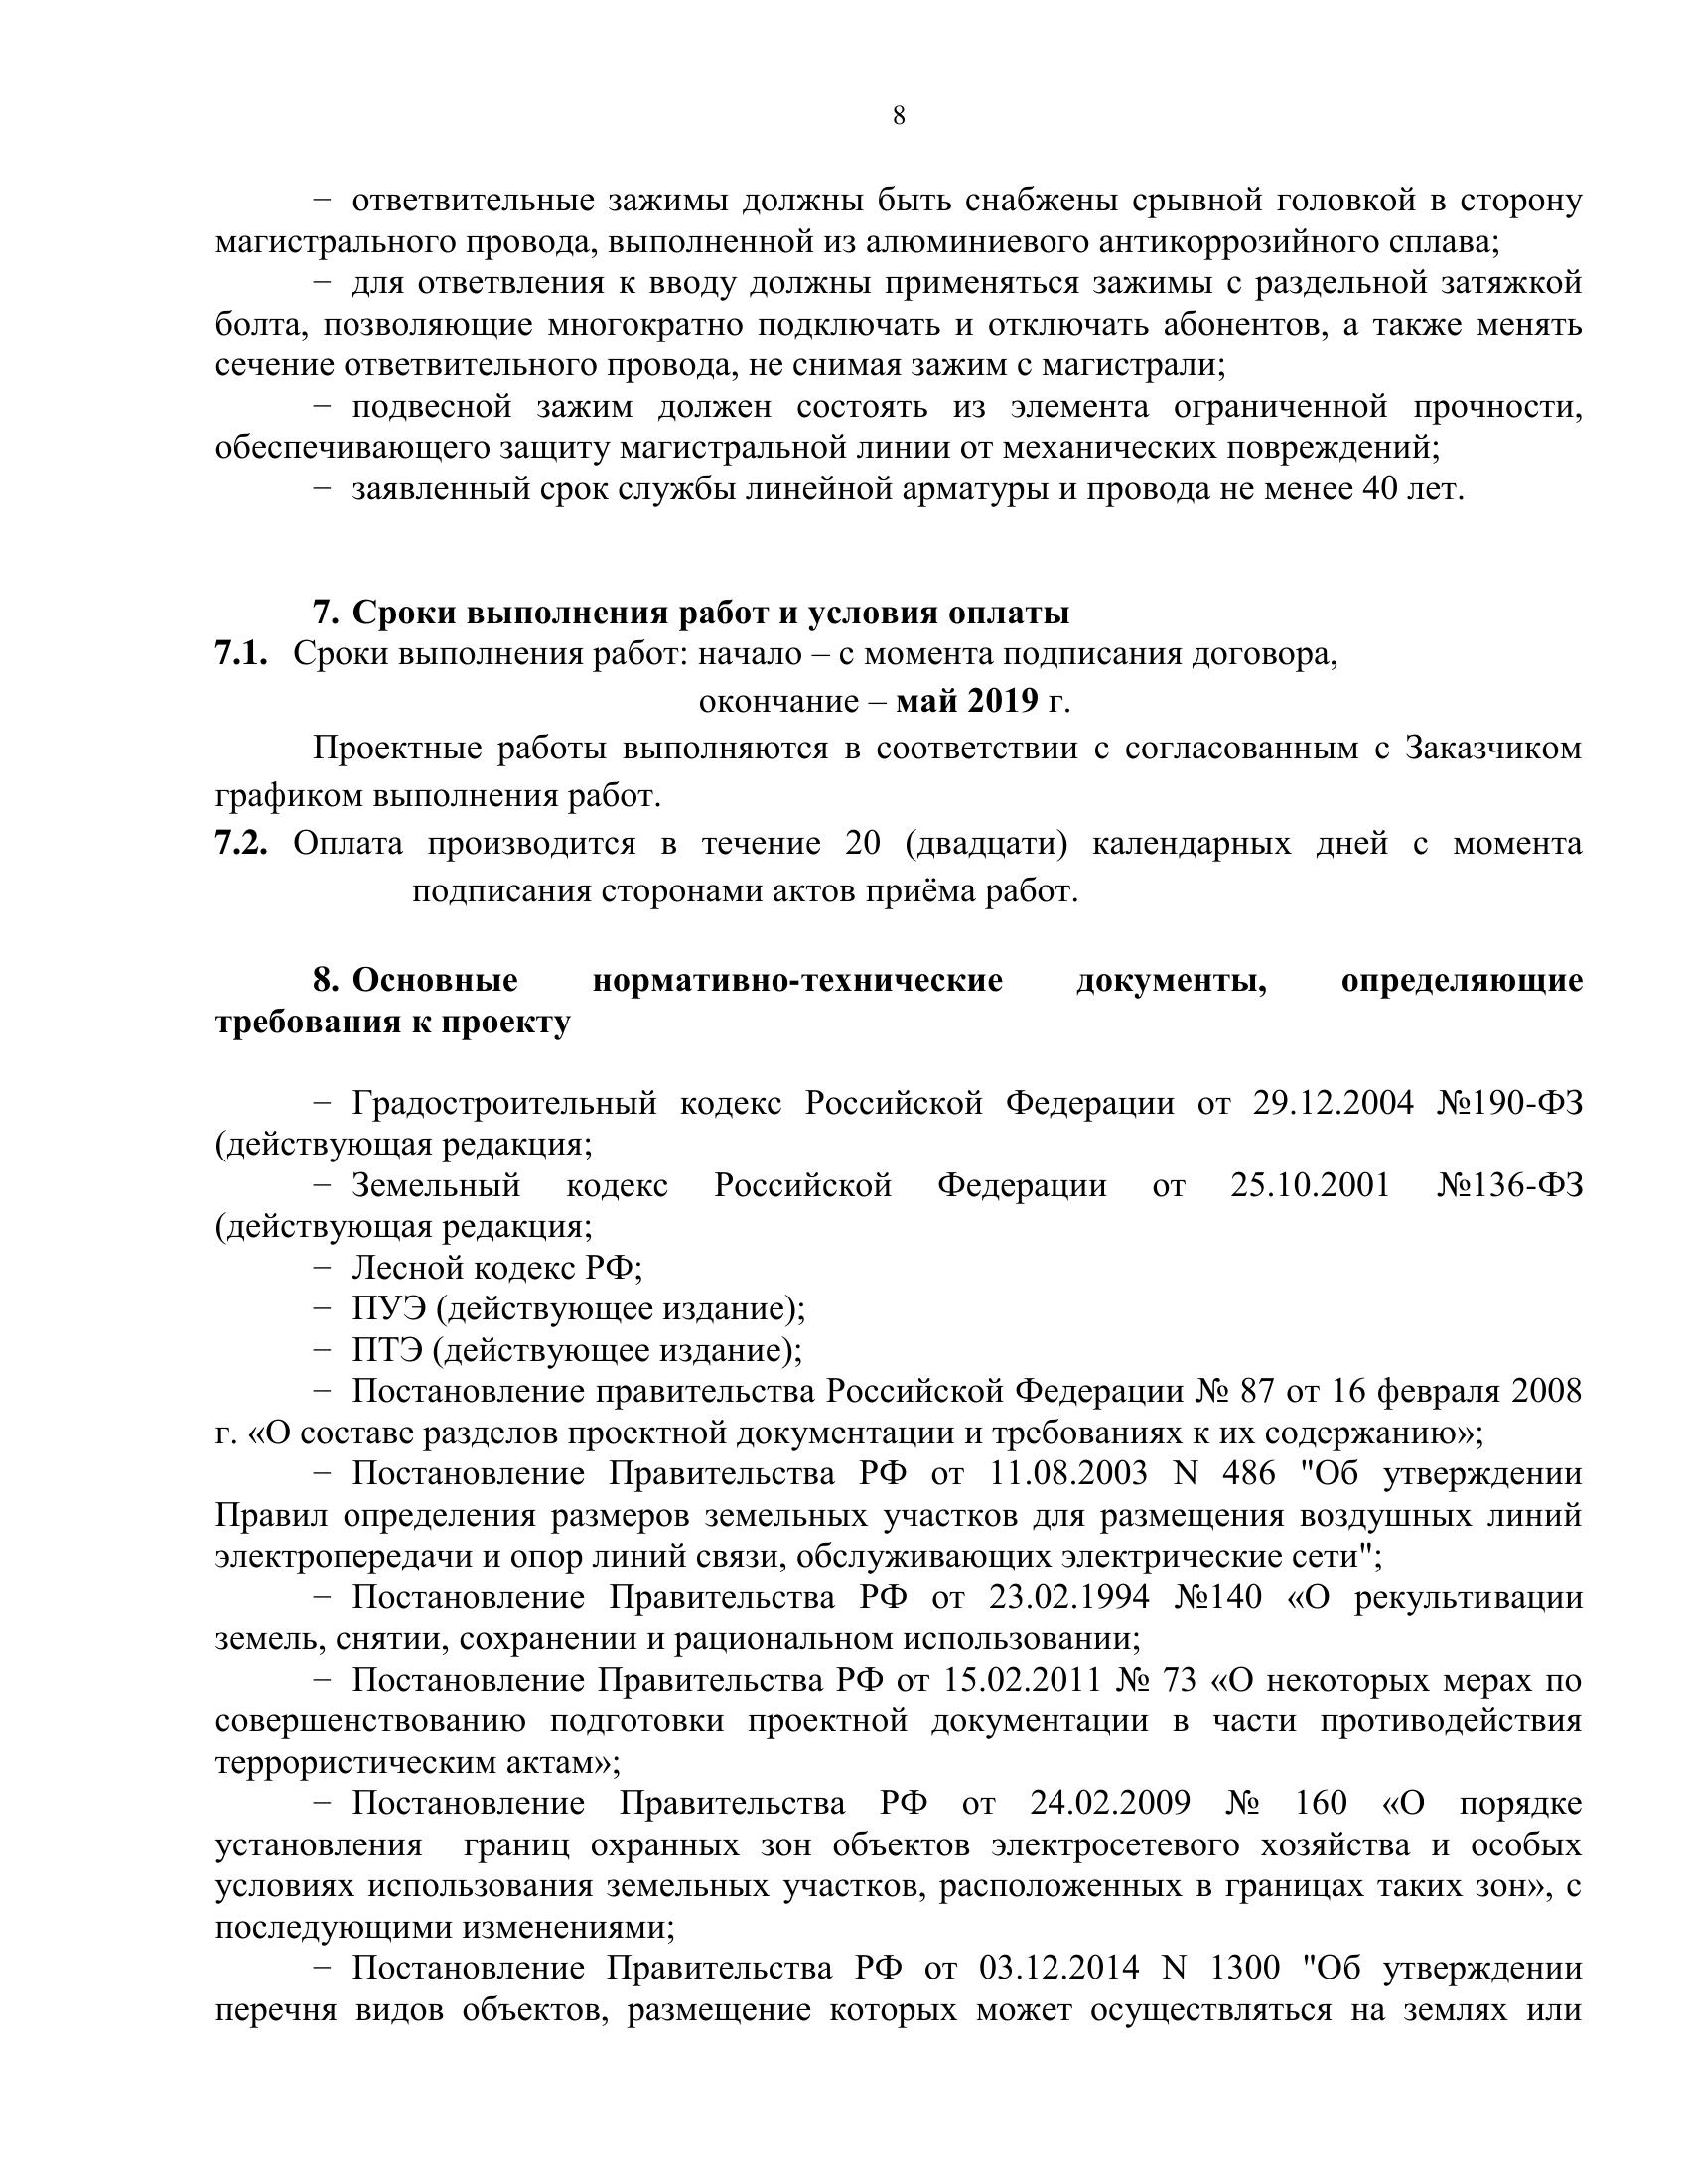 8
− ответвительные зажимы должны быть снабжены срывной головкой в сторону
магистрального провода, выполненной из алюминиевого антикоррозийного сплава;
− для ответвления к вводу должны применяться зажимы с раздельной затяжкой
болта, позволяющие многократно подключать и отключать абонентов, а также менять
сечение ответвительного провода, не снимая зажим с магистрали;
− подвесной зажим должен состоять из элемента ограниченной прочности,
обеспечивающего защиту магистральной линии от механических повреждений;
− заявленный срок службы линейной арматуры и провода не менее 40 лет.
7. Сроки выполнения работ и условия оплаты
7.1. Сроки выполнения работ: начало – с момента подписания договора,
окончание – май 2019 г.
Проектные работы выполняются в соответствии с согласованным с Заказчиком
графиком выполнения работ.
7.2. Оплата производится в течение 20 (двадцати) календарных дней с момента
подписания сторонами актов приёма работ.
8. Основные нормативно-технические документы, определяющие
требования к проекту
− Градостроительный кодекс Российской Федерации от 29.12.2004 №190-ФЗ
(действующая редакция;
− Земельный кодекс Российской Федерации от 25.10.2001 №136-ФЗ
(действующая редакция;
− Лесной кодекс РФ;
− ПУЭ (действующее издание);
− ПТЭ (действующее издание);
− Постановление правительства Российской Федерации № 87 от 16 февраля 2008
г. «О составе разделов проектной документации и требованиях к их содержанию»;
− Постановление Правительства РФ от 11.08.2003 N 486 "Об утверждении
Правил определения размеров земельных участков для размещения воздушных линий
электропередачи и опор линий связи, обслуживающих электрические сети";
− Постановление Правительства РФ от 23.02.1994 №140 «О рекультивации
земель, снятии, сохранении и рациональном использовании;
− Постановление Правительства РФ от 15.02.2011 № 73 «О некоторых мерах по
совершенствованию подготовки проектной документации в части противодействия
террористическим актам»;
− Постановление Правительства РФ от 24.02.2009 № 160 «О порядке
установления границ охранных зон объектов электросетевого хозяйства и особых
условиях использования земельных участков, расположенных в границах таких зон», с
последующими изменениями;
− Постановление Правительства РФ от 03.12.2014 N 1300 "Об утверждении
перечня видов объектов, размещение которых может осуществляться на землях или